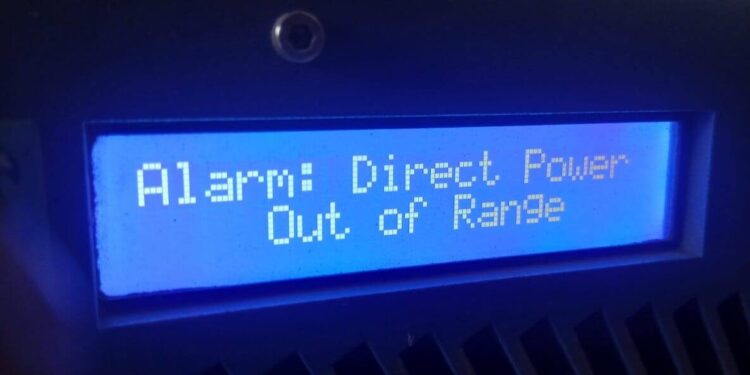 Alarm: Direct Power
Out of Range